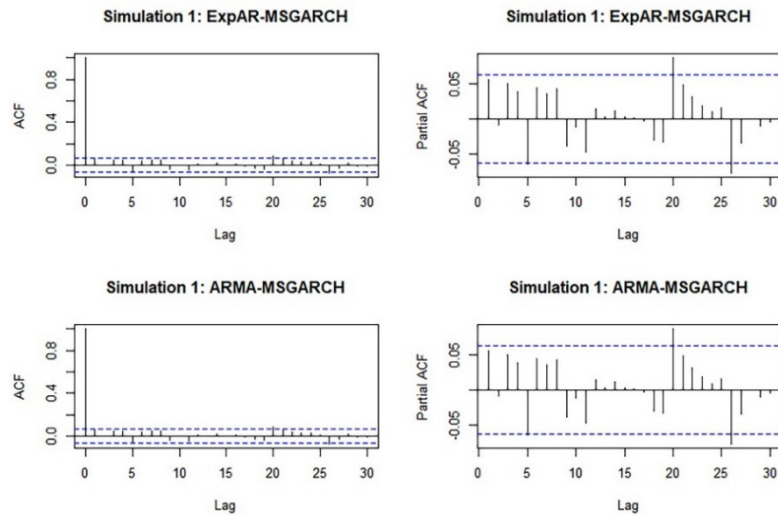 Simulation 1: ExpAR-MSGARCH
ACF
0.0 0.4 0.8
0 5 10 15 20 25 30
Lag
Simulation 1: ExpAR-MSGARCH
Partial ACF
-0.05 0.05
0 5 10 15 20 25 30
Lag
Simulation 1: ARMA-MSGARCH
ACF
0.0 0.4 0.8
0 5 10 15 20 25 30
Lag
Simulation 1: ARMA-MSGARCH
Partial ACF
-0.05 0.05
0 5 10 15 20 25 30
Lag